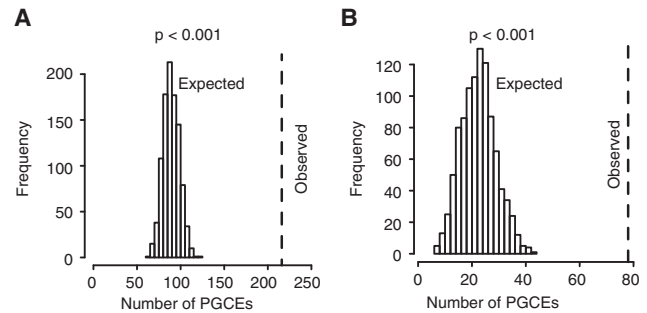 A
p < 0.001
200
150
100
50
0
Frequency
Expected
Observed
0 50 100 150 200 250
Number of PGCEs
B
p < 0.001
120
100
80
60
40
20
0
Frequency
Expected
Observed
0 20 40 60 80
Number of PGCEs